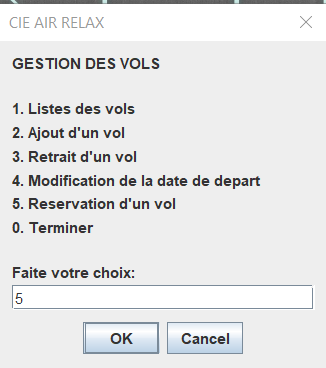 CIE AIR RELAX
GESTION DES VOLS
1. Listes des vols
2. Ajout d'un vol
3. Retrait d'un vol
4. Modification de la date de depart
5. Reservation d'un vol
0. Terminer
Faite votre choix:
5
OK Cancel